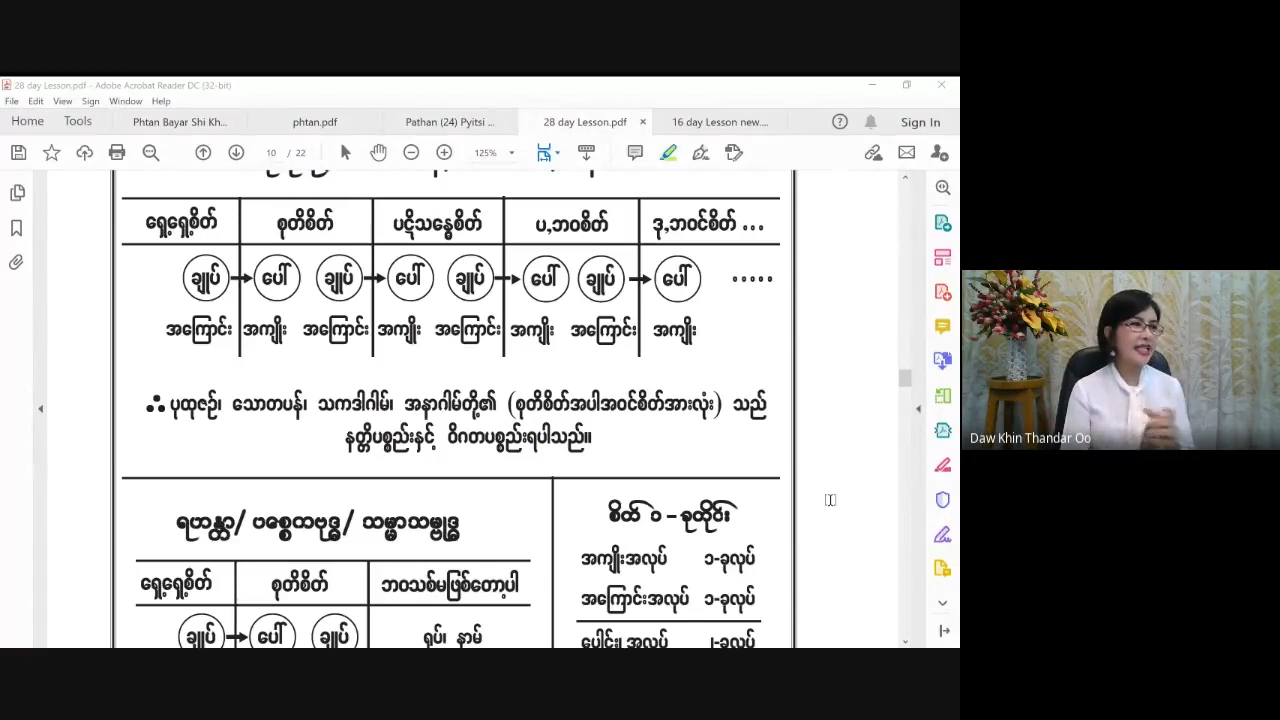 28 day Lesson.pdf - Adobe Acrobat Reader DC (32-bit)
File Edit View Sign Window Help
Home Tools Phtan Bayar Shi Kh... phtan.pdf Pathan (24) Pyitsi ... 28 day Lesson.pdf × 16 day Lesson new.... Sign In
10 / 22 125%
ရှေ့ရှေ့စိတ် စုတိစိတ် ပဋိသန္ဓေစိတ် ပ,ဘဝစိတ် ဒု,ဘဝင်စိတ် ...
ချုပ် ပေါ် ချုပ် ပေါ် ချုပ် ပေါ် ချုပ် ပေါ် .....
အကြောင်း အကျိုး အကြောင်း အကျိုး အကြောင်း အကျိုး အကြောင်း အကျိုး
ပုထုဇဉ်၊ သောတပန်၊ သကဒါဂါမ်၊ အနာဂါမ်တို့၏ (စုတိစိတ်အပါအဝင်စိတ်အားလုံး) သည်
နတ္ထိပစ္စည်းနှင့် ဝိဂတပစ္စည်းရပါသည်။
ရဟန္တာ/ ပစ္စေကဗုဒ္ဓ/ သမ္မာသမ္ဗုဒ္ဓ
ရှေ့ရှေ့စိတ် စုတိစိတ် ဘဝသစ်မဖြစ်တော့ပါ
ချုပ် ပေါ် ချုပ် ရုပ်၊ နာမ်
စိတ် ၁ - ခုတိုင်း
အကျိုးအလုပ် ၁-ခုလုပ်
အကြောင်းအလုပ် ၁-ခုလုပ်
Daw Khin Thandar Oo